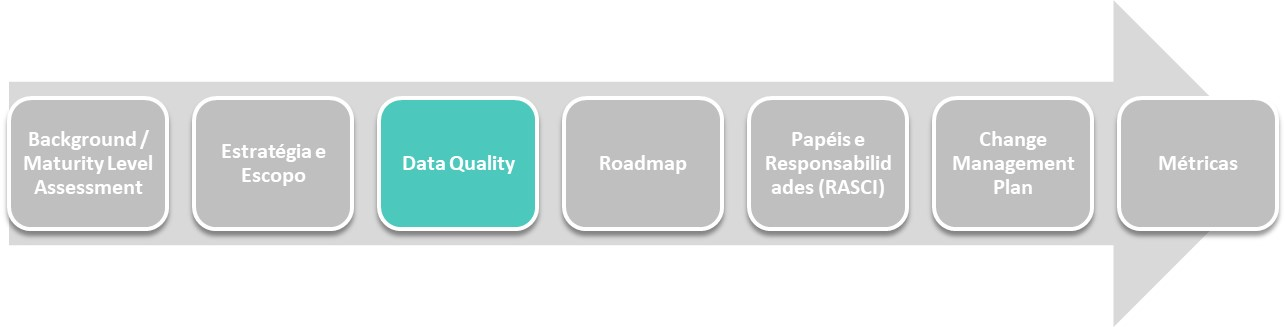 Background /
Maturity Level
Assessment
Estratégia e
Escopo
Data Quality
Roadmap
Papéis e
Responsabilid
ades (RASCI)
Change
Management
Plan
Métricas